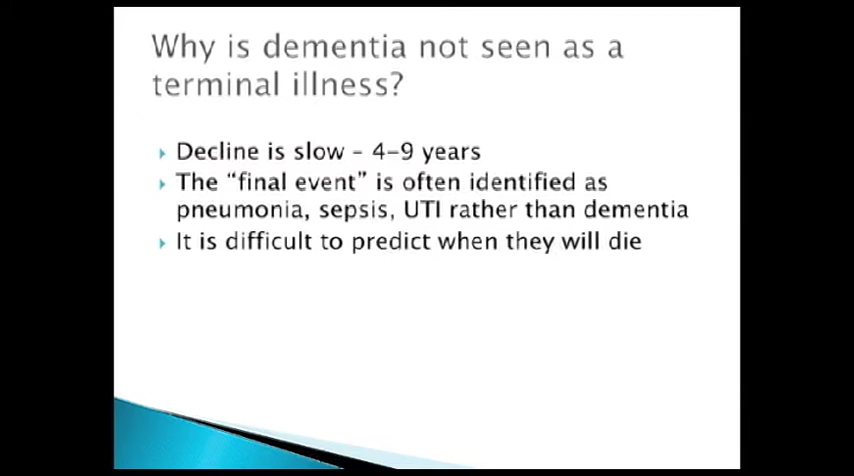 Why is dementia not seen as a
terminal illness?
Decline is slow - 4-9 years
The “final event” is often identified as
pneumonia, sepsis, UTI rather than dementia
It is difficult to predict when they will die